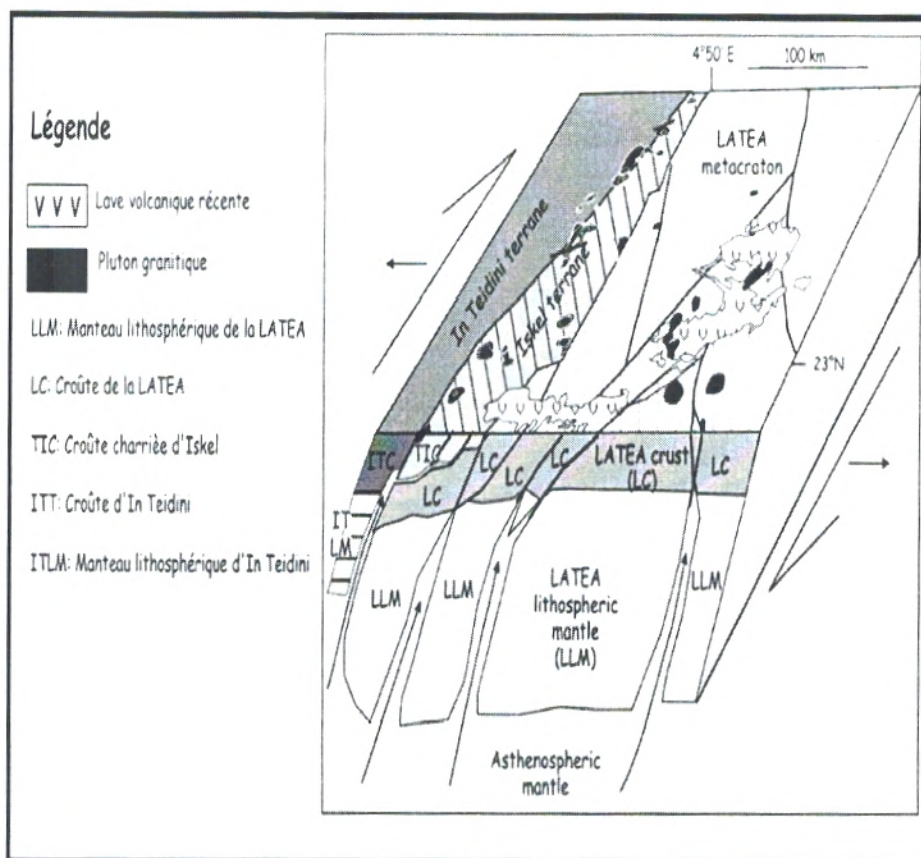 Légende
V V V
Lave volcanique récente
Pluton granitique
LLM: Manteau lithosphérique de la LATEA
LC: Croûte de la LATEA
TIC: Croûte charriée d'Iskel
ITT: Croûte d'In Teidini
ITLM: Manteau lithosphérique d'In Teidini
4°50' E
100 km
LATEA
metacraton
In Teidini terrane
Iskel terrane
23°N
ITC
TIC
LC
LC
LC
LC
LATEA crust
(LC)
LC
IT
LM
LLM
LLM
LATEA
lithospheric
mantle
(LLM)
LLM
Asthenospheric
mantle